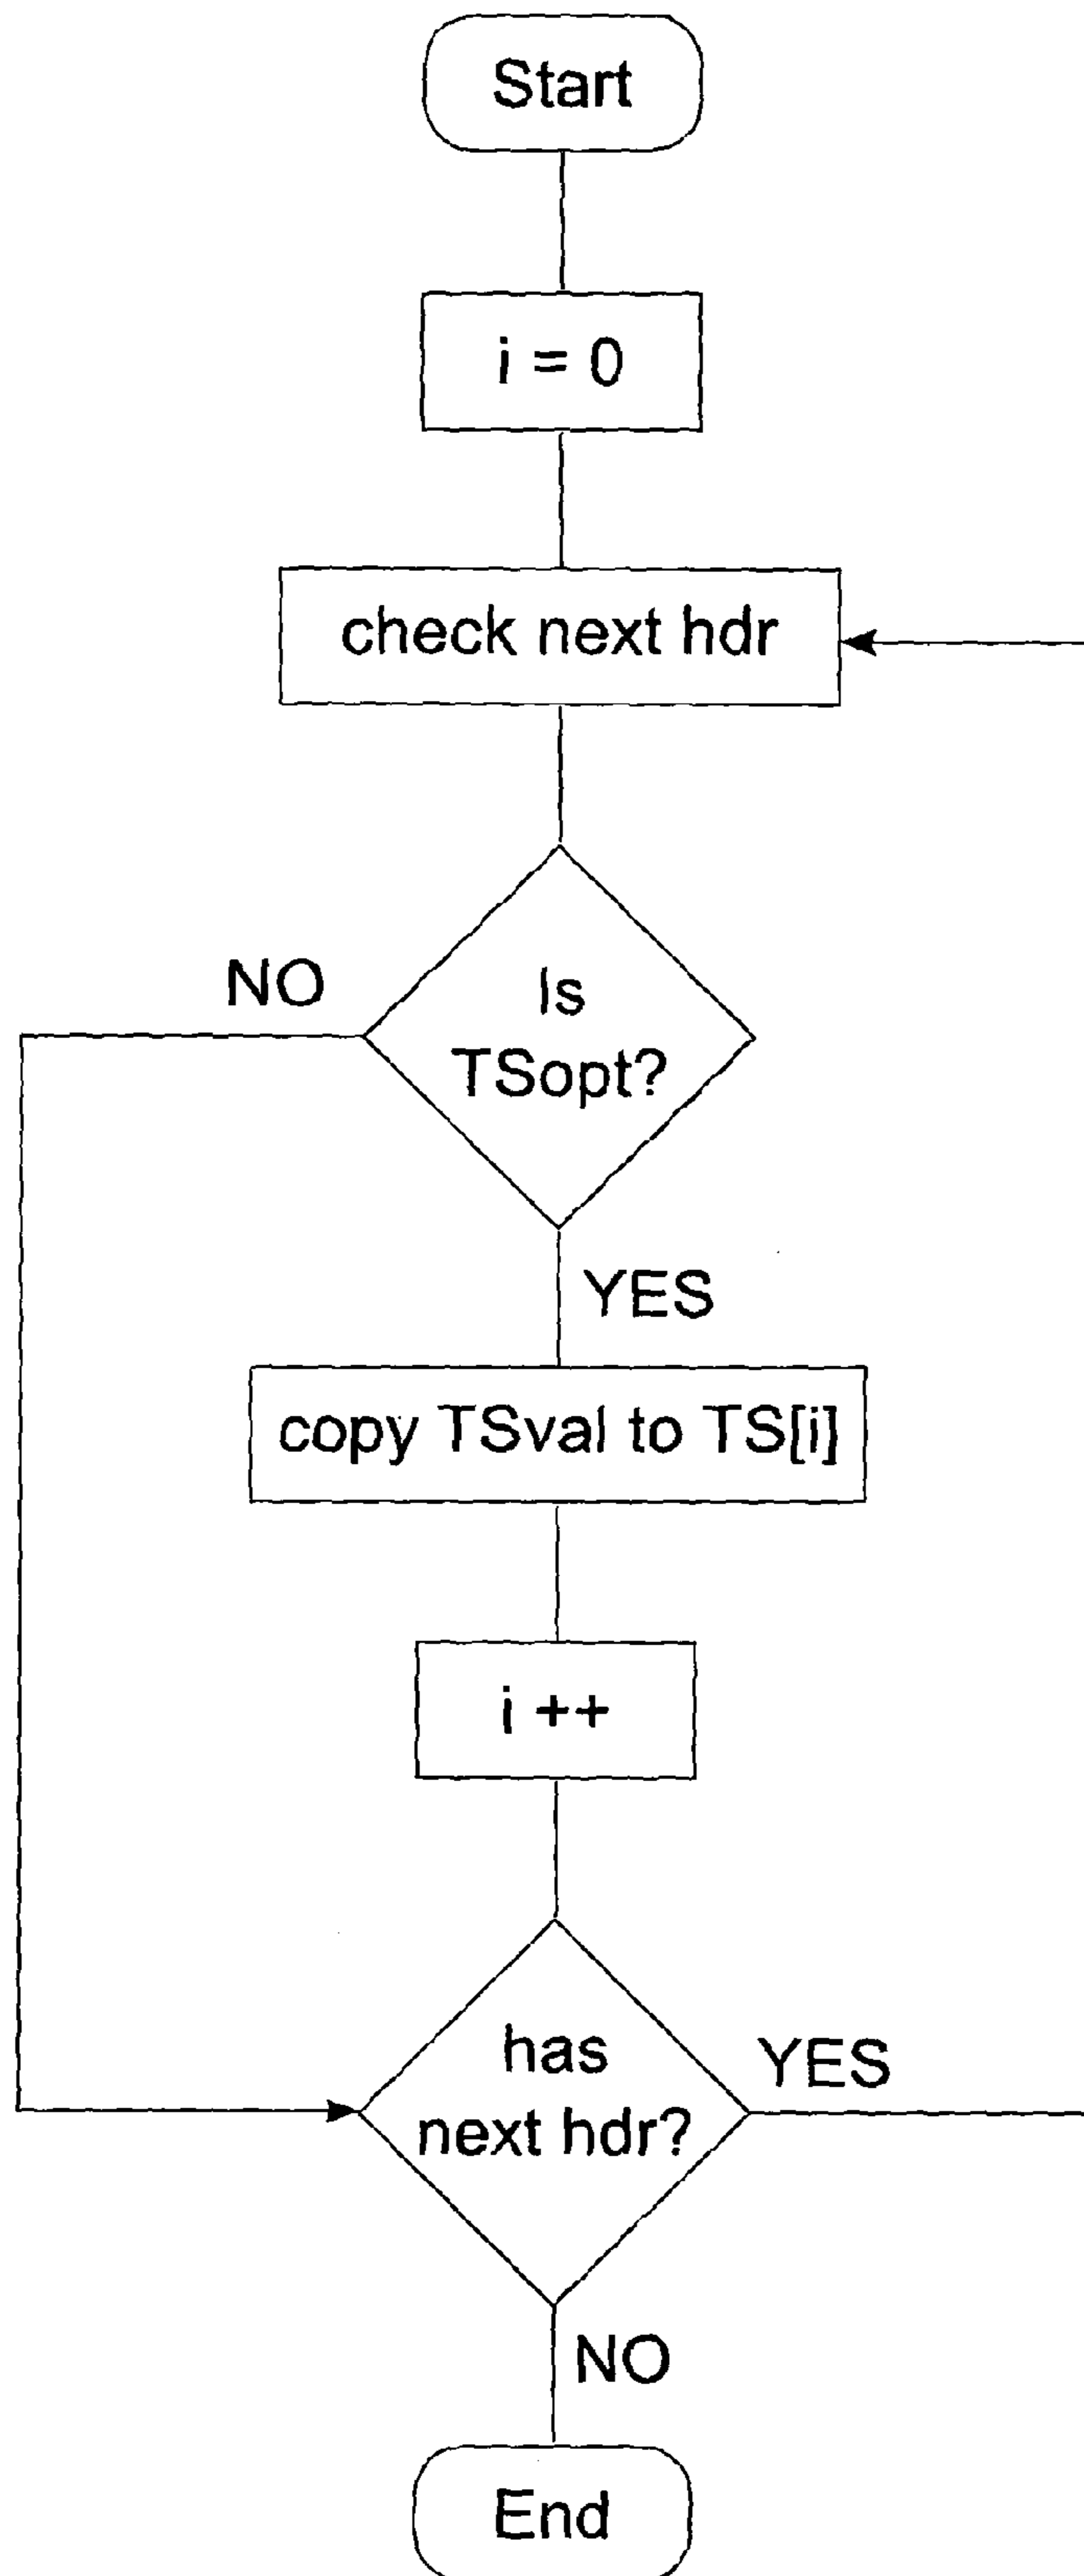 Start
i = 0
check next hdr
NO
Is
TSopt?
YES
copy TSval to TS[i]
i ++
has
next hdr?
YES
NO
End